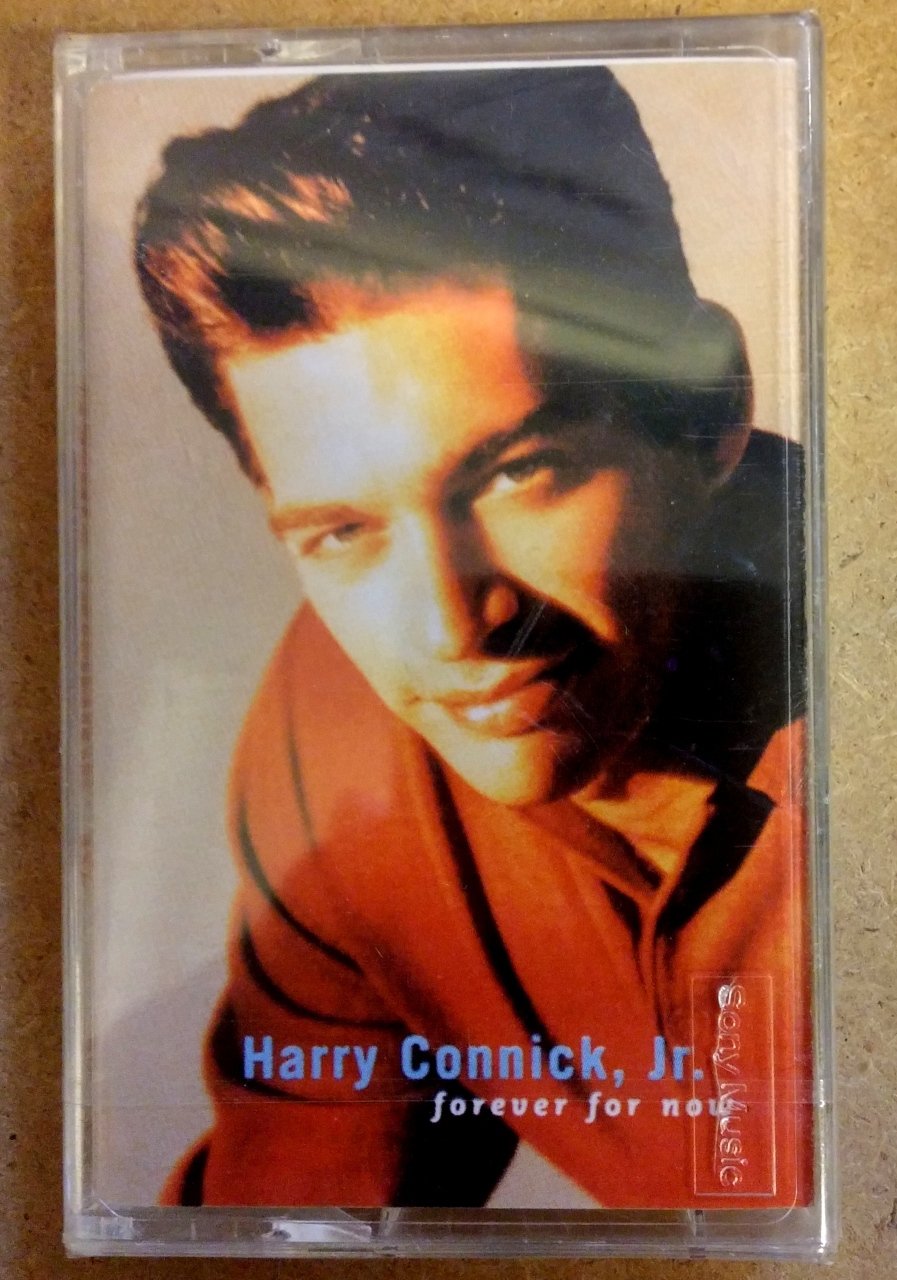 Harry Connick, Jr.
forever for now
Sony Music